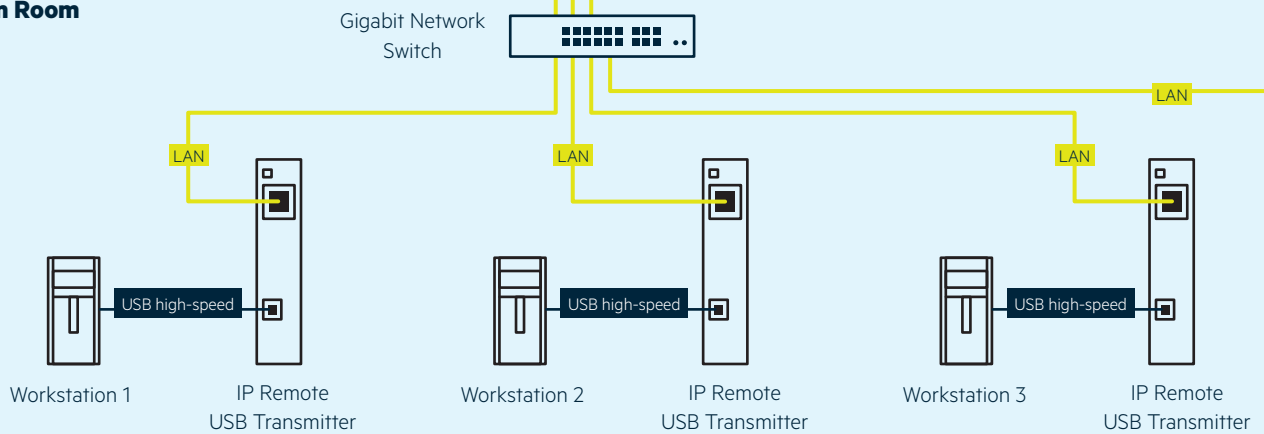 Room
Gigabit Network
Switch
LAN
LAN
LAN
LAN
USB high-speed
USB high-speed
USB high-speed
Workstation 1
IP Remote
USB Transmitter
Workstation 2
IP Remote
USB Transmitter
Workstation 3
IP Remote
USB Transmitter